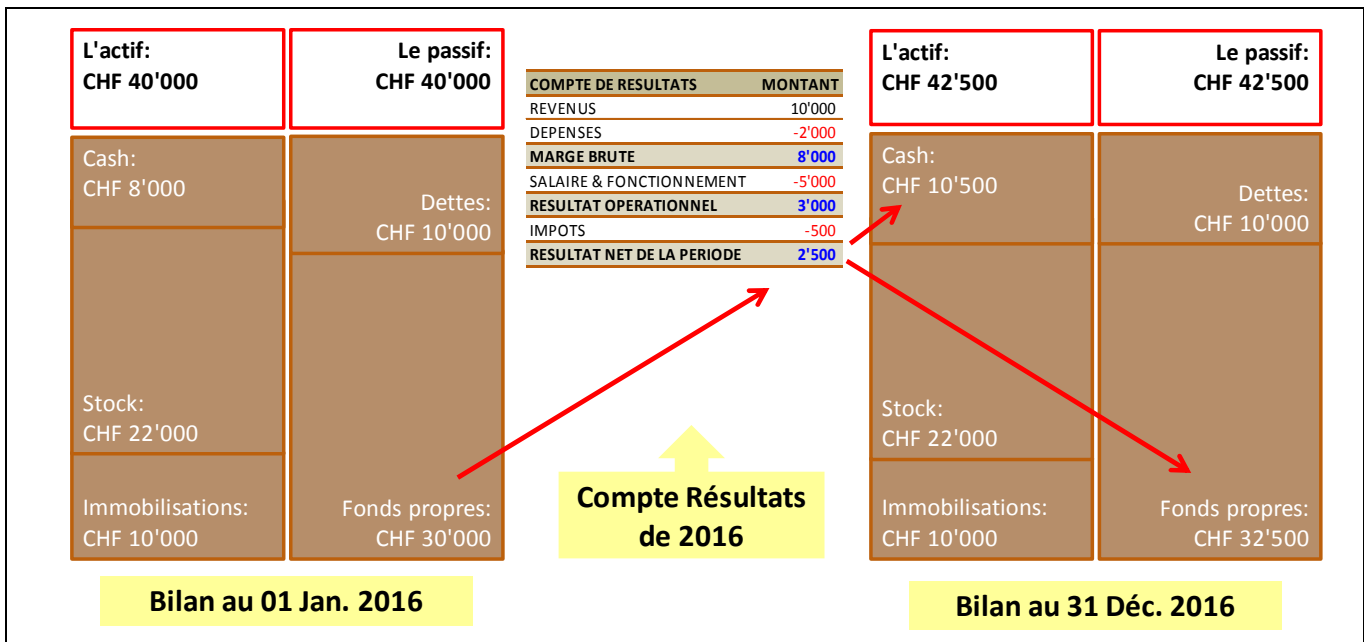 L'actif:
CHF 40'000
Le passif:
CHF 40'000
Cash:
CHF 8'000
Stock:
CHF 22'000
Immobilisations:
CHF 10'000
Dettes:
CHF 10'000
Fonds propres:
CHF 30'000
Bilan au 01 Jan. 2016
COMPTE DE RESULTATS MONTANT
REVENUS 10'000
DEPENSES -2'000
MARGE BRUTE 8'000
SALAIRE & FONCTIONNEMENT -5'000
RESULTAT OPERATIONNEL 3'000
IMPOTS -500
RESULTAT NET DE LA PERIODE 2'500
Compte Résultats
de 2016
L'actif:
CHF 42'500
Le passif:
CHF 42'500
Cash:
CHF 10'500
Stock:
CHF 22'000
Immobilisations:
CHF 10'000
Dettes:
CHF 10'000
Fonds propres:
CHF 32'500
Bilan au 31 Déc. 2016